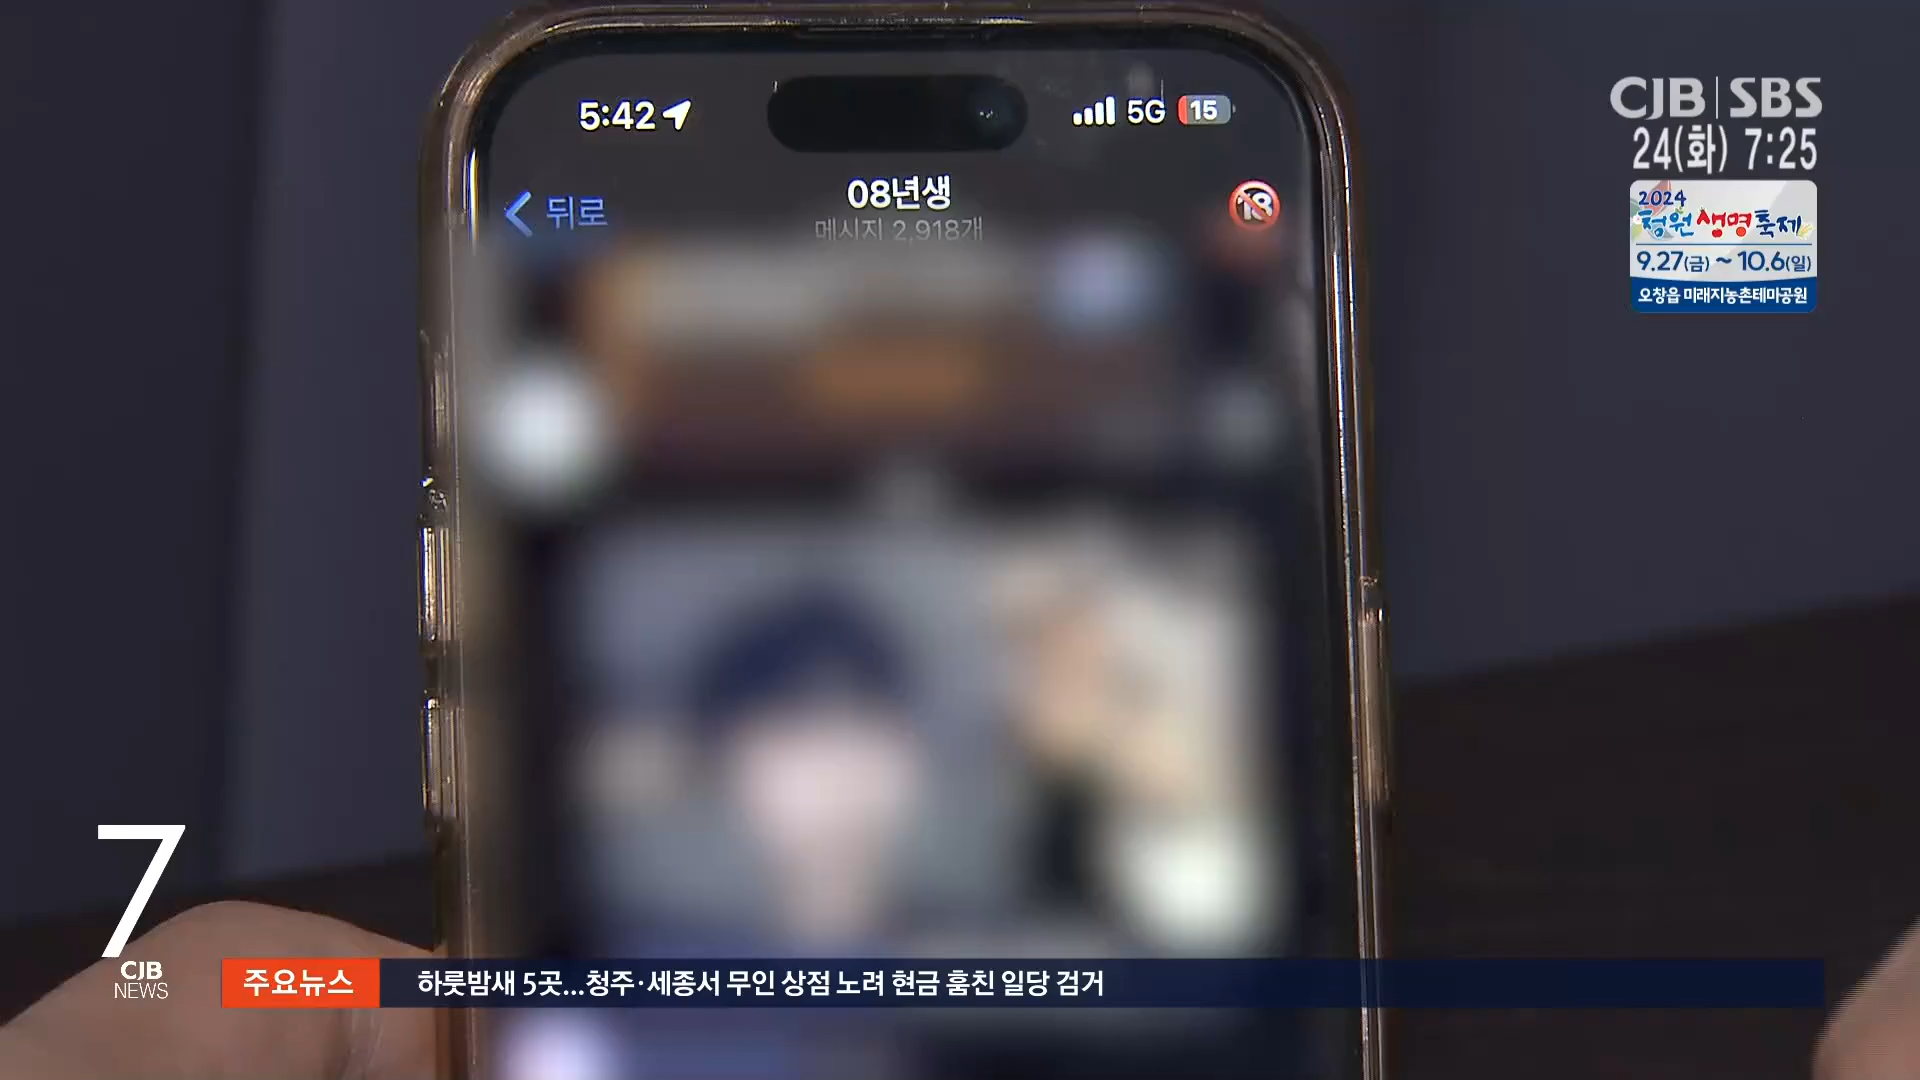 5:42
5G 15
CJB SBS
24(화) 7:25
뒤로
08년생
메시지 2,918개
18
2024
청원생명축제
9.27(금) ~ 10.6(일)
오창읍 미래지농촌테마공원
7
CJB
NEWS
주요뉴스
하룻밤새 5곳...청주·세종서 무인 상점 노려 현금 훔친 일당 검거